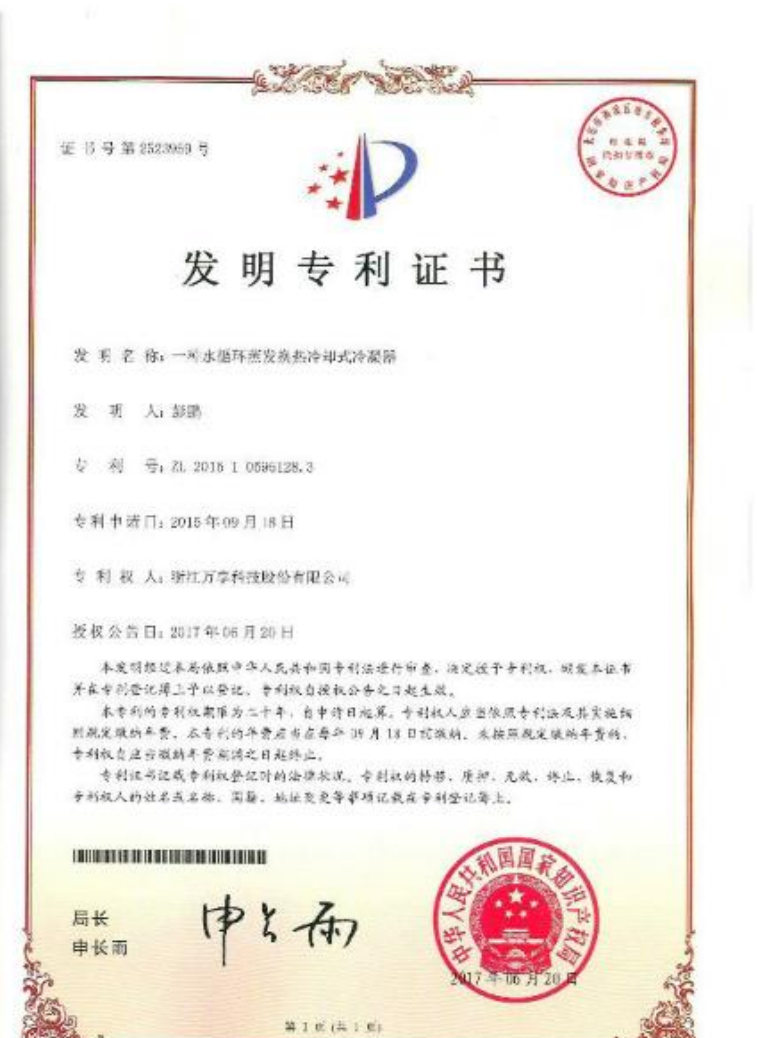 证书号第2523959号
发明专利证书
发明名称：一种水循环蒸发换热冷却式冷凝器
发明人：彭鹏
专利号：ZL 2015 1 0596128.3
专利申请日：2015年09月18日
专利权人：浙江万享科技股份有限公司
授权公告日：2017年06月20日
本发明经过本局依照中华人民共和国专利法进行审查，决定授予专利权，颁发本证书
并在专利登记簿上予以登记。专利权自授权公告之日起生效。
本专利的专利权期限为二十年，自申请日起算。专利权人应当依照专利法及其实施细
则规定缴纳年费。本专利的年费应当在每年09月18日前缴纳。未按照规定缴纳年费的，
专利权自应当缴纳年费期满之日起终止。
专利证书记载专利权登记时的法律状况。专利权的转移、质押、无效、终止、恢复和
专利权人的姓名或名称、国籍、地址变更等事项记载在专利登记簿上。
局长
申长雨
申长雨
中华人民共和国国家知识产权局
2017年06月20日
第1页(共1页)